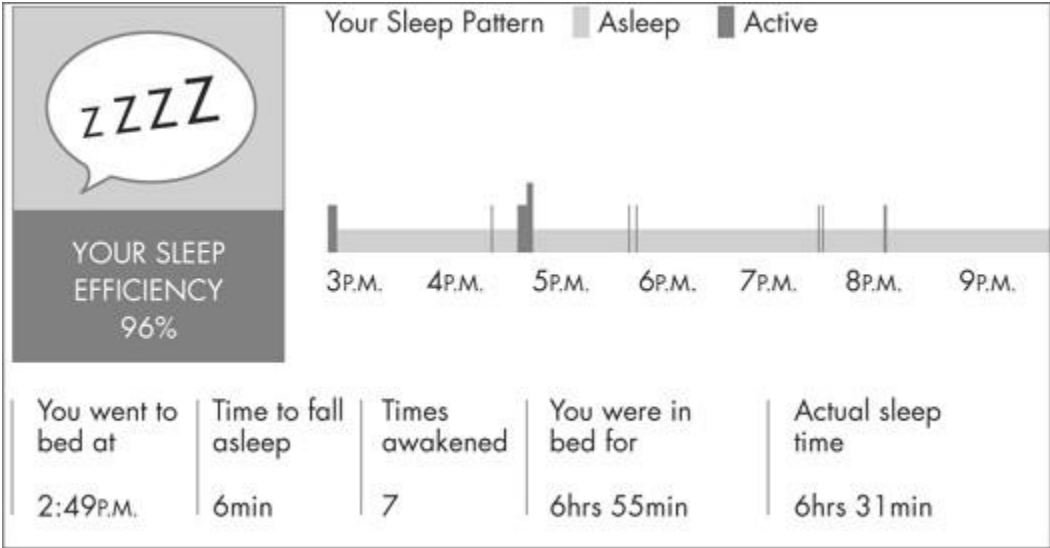 Your Sleep Pattern Asleep Active
z Z Z Z
YOUR SLEEP
EFFICIENCY
96%
3P.M. 4P.M. 5P.M. 6P.M. 7P.M. 8P.M. 9P.M.
You went to
bed at
2:49P.M.
Time to fall
asleep
6min
Times
awakened
7
You were in
bed for
6hrs 55min
Actual sleep
time
6hrs 31min